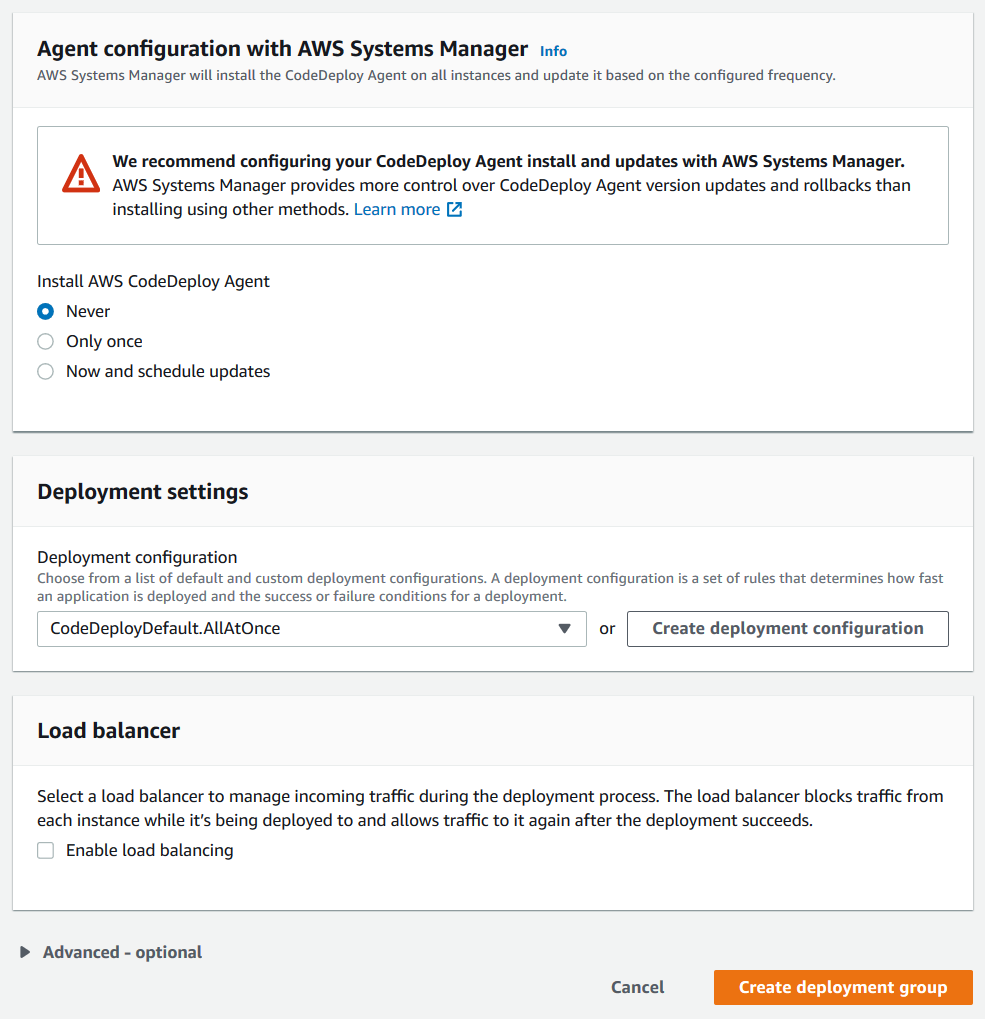 Agent configuration with AWS Systems Manager Info
AWS Systems Manager will install the CodeDeploy Agent on all instances and update it based on the configured frequency.
We recommend configuring your CodeDeploy Agent install and updates with AWS Systems Manager.
AWS Systems Manager provides more control over CodeDeploy Agent version updates and rollbacks than
installing using other methods. Learn more
Install AWS CodeDeploy Agent
Never
Only once
Now and schedule updates
Deployment settings
Deployment configuration
Choose from a list of default and custom deployment configurations. A deployment configuration is a set of rules that determines how fast
an application is deployed and the success or failure conditions for a deployment.
CodeDeployDefault.AllAtOnce or Create deployment configuration
Load balancer
Select a load balancer to manage incoming traffic during the deployment process. The load balancer blocks traffic from
each instance while it’s being deployed to and allows traffic to it again after the deployment succeeds.
Enable load balancing
Advanced - optional
Cancel Create deployment group